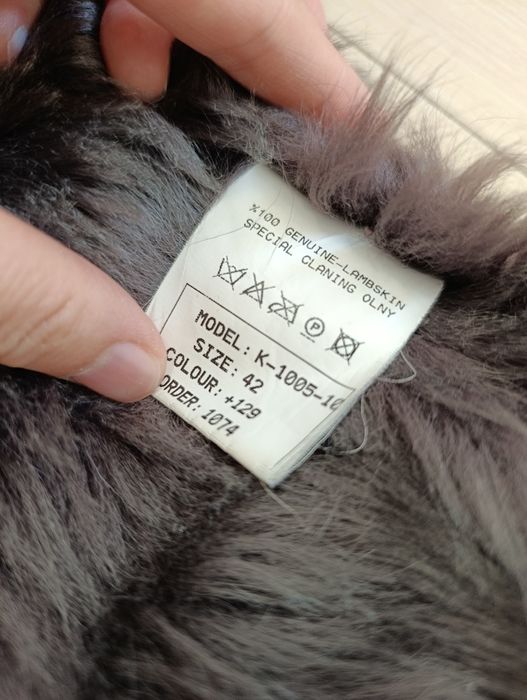 %100 GENUINE-LAMBSKIN
SPECIAL CLANING OLNY
P
MODEL: K-1005-10
SIZE: 42
COLOUR: +129
ORDER: 1074